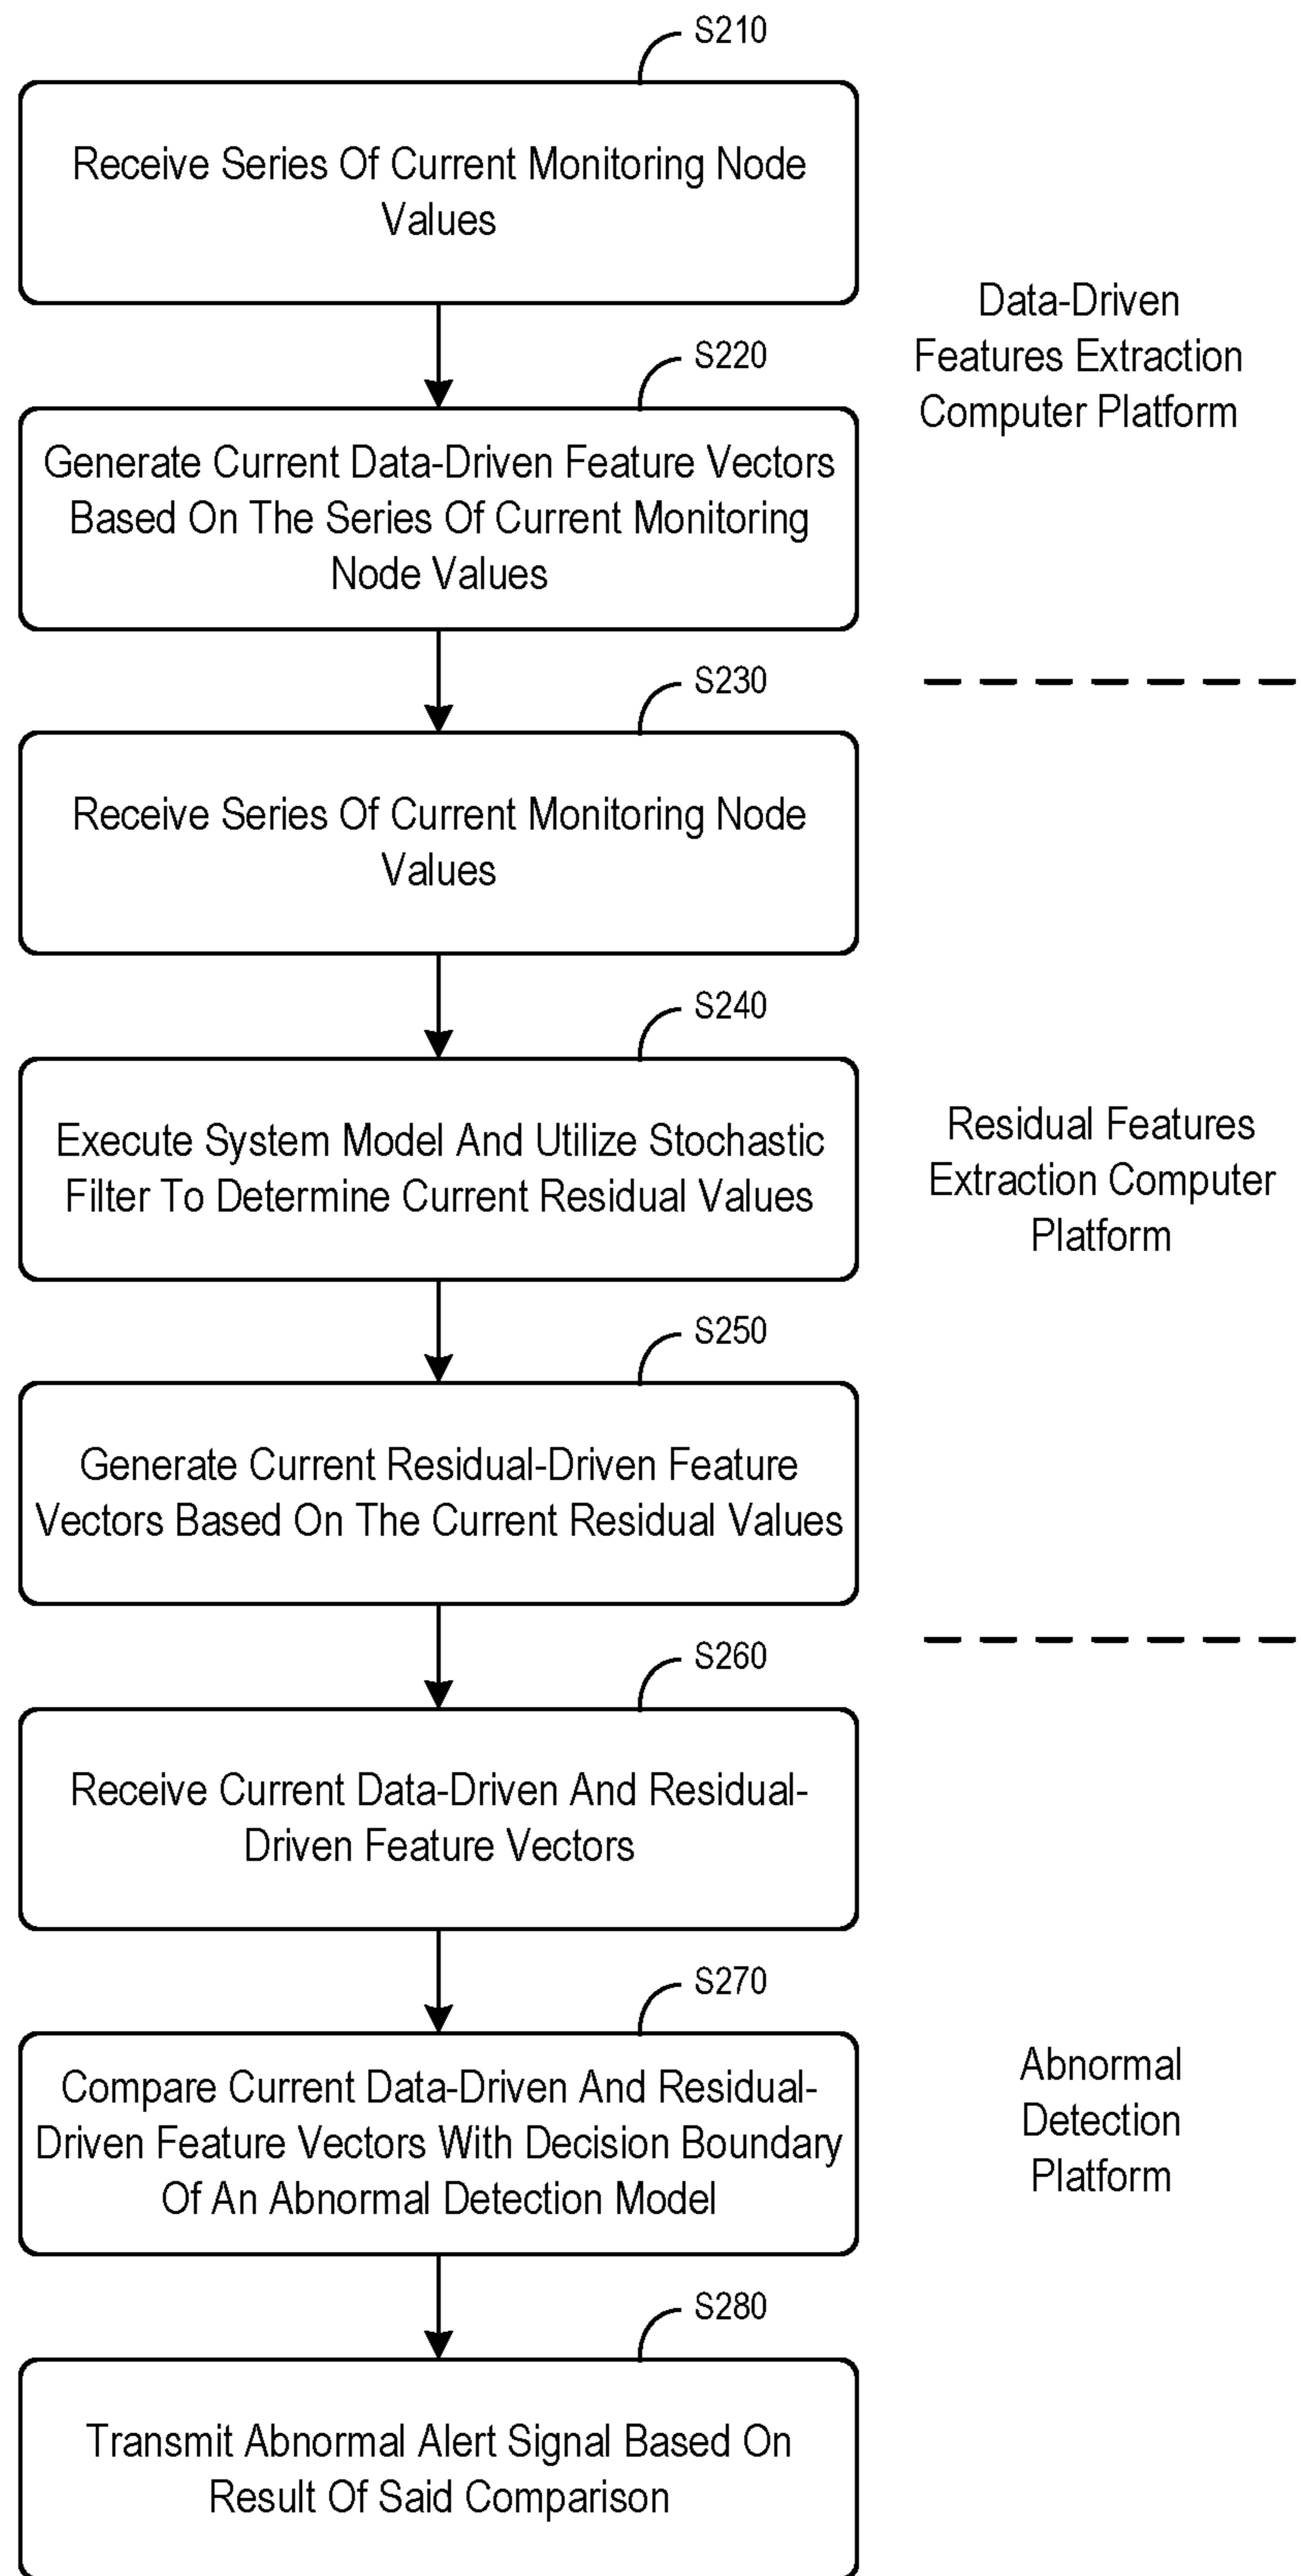 S210
Receive Series Of Current Monitoring Node
Values
Data-Driven
Features Extraction
Computer Platform
S220
Generate Current Data-Driven Feature Vectors
Based On The Series Of Current Monitoring
Node Values
S230
Receive Series Of Current Monitoring Node
Values
S240
Execute System Model And Utilize Stochastic
Filter To Determine Current Residual Values
Residual Features
Extraction Computer
Platform
S250
Generate Current Residual-Driven Feature
Vectors Based On The Current Residual Values
S260
Receive Current Data-Driven And Residual-
Driven Feature Vectors
S270
Compare Current Data-Driven And Residual-
Driven Feature Vectors With Decision Boundary
Of An Abnormal Detection Model
Abnormal
Detection
Platform
S280
Transmit Abnormal Alert Signal Based On
Result Of Said Comparison